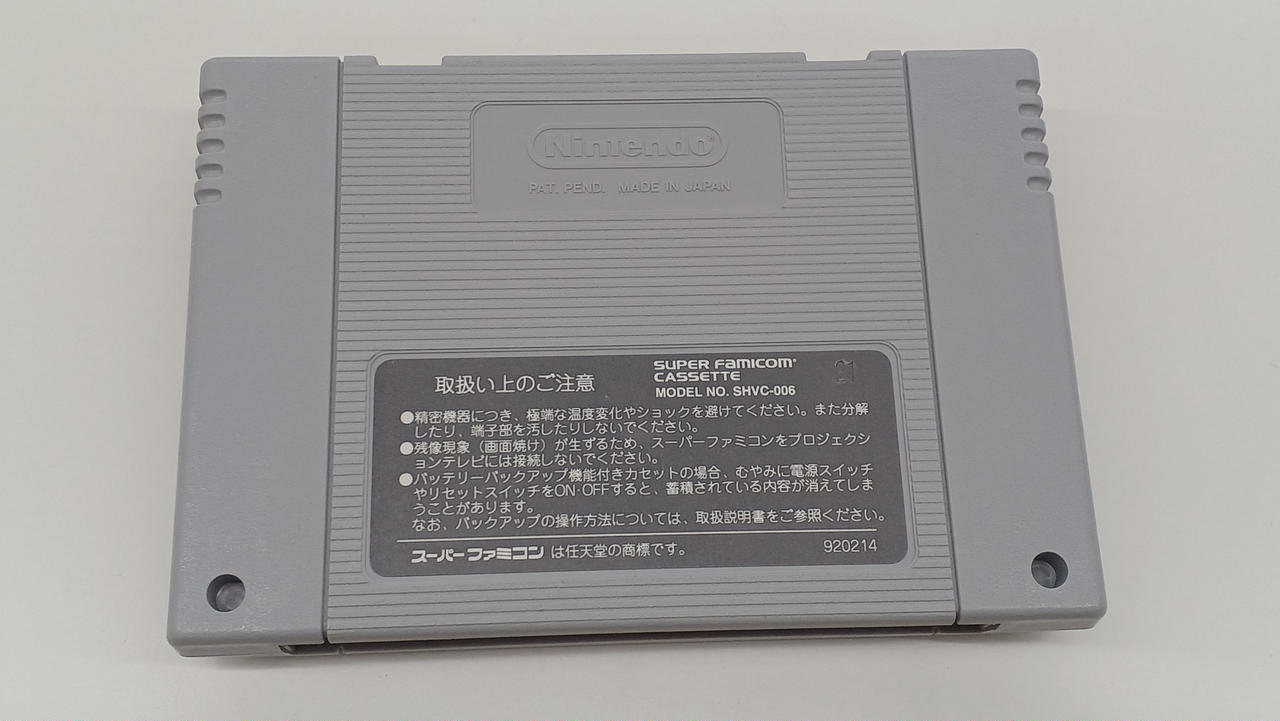 Nintendo®
PAT. PEND. MADE IN JAPAN
取扱い上のご注意
SUPER FAMICOM®
CASSETTE
MODEL NO. SHVC-006
21
●精密機器につき、極端な温度変化やショックを避けてください。また分解
したり、端子部を汚したりしないでください。
●残像現象（画面焼け）が生ずるため、スーパーファミコンをプロジェクシ
ョンテレビには接続しないでください。
●バッテリーバックアップ機能付きカセットの場合、むやみに電源スイッチ
やリセットスイッチをON·OFFすると、蓄積されている内容が消えてしま
うことがあります。
なお、バックアップの操作方法については、取扱説明書をご参照ください。
スーパーファミコン は任天堂の商標です。
920214